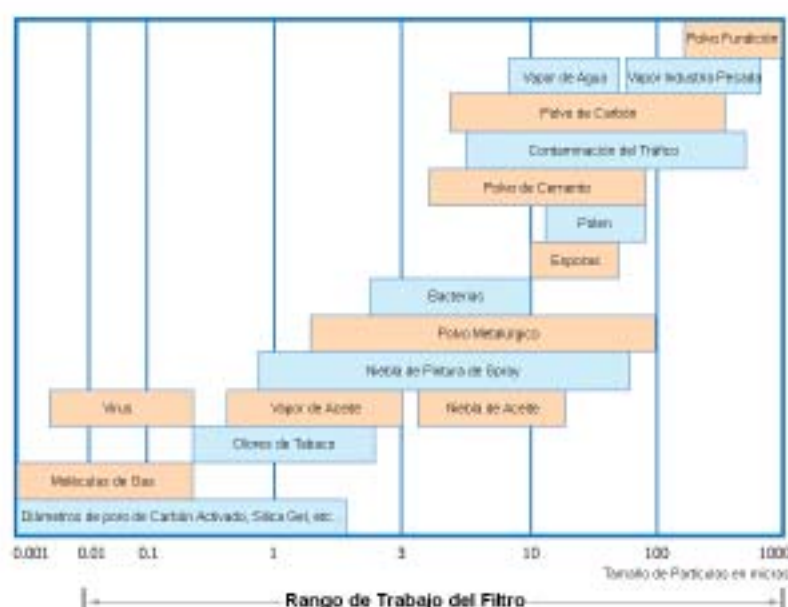 Polvo Fundición
Vapor de Agua
Vapor Industria Pesada
Polvo de Carbón
Contaminación del Tráfico
Polvo de Cemento
Polen
Esporas
Bacterias
Polvo Metalúrgico
Niebla de Pintura de Spray
Virus
Vapor de Aceite
Niebla de Aceite
Olores de Tabaco
Moléculas de Gas
Diámetros de poro de Carbón Activado, Silica Gel, etc.
0.001 0.01 0.1 1 3 10 100 1000
Tamaño de Partículas en micras
Rango de Trabajo del Filtro